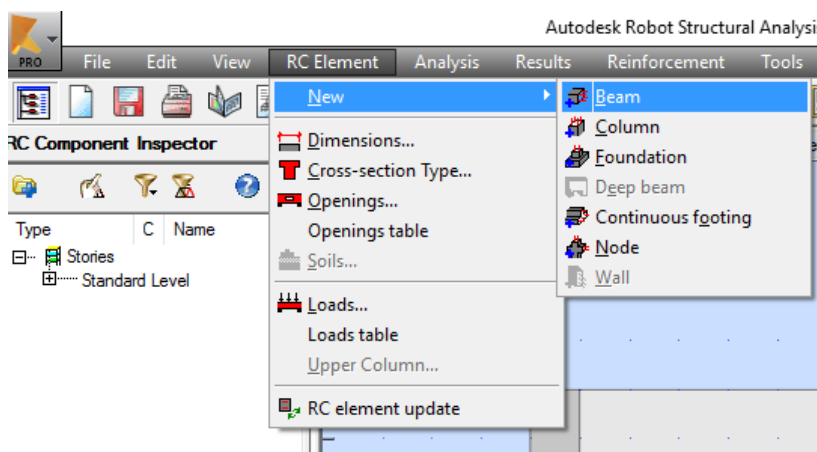 Autodesk Robot Structural Analysi
PRO File Edit View RC Element Analysis Results Reinforcement Tools
New
Beam
Column
Foundation
Deep beam
Continuous footing
Node
Wall
Dimensions...
Cross-section Type...
Openings...
Openings table
Soils...
Loads...
Loads table
Upper Column...
RC element update
RC Component Inspector
Type C Name
Stories
Standard Level